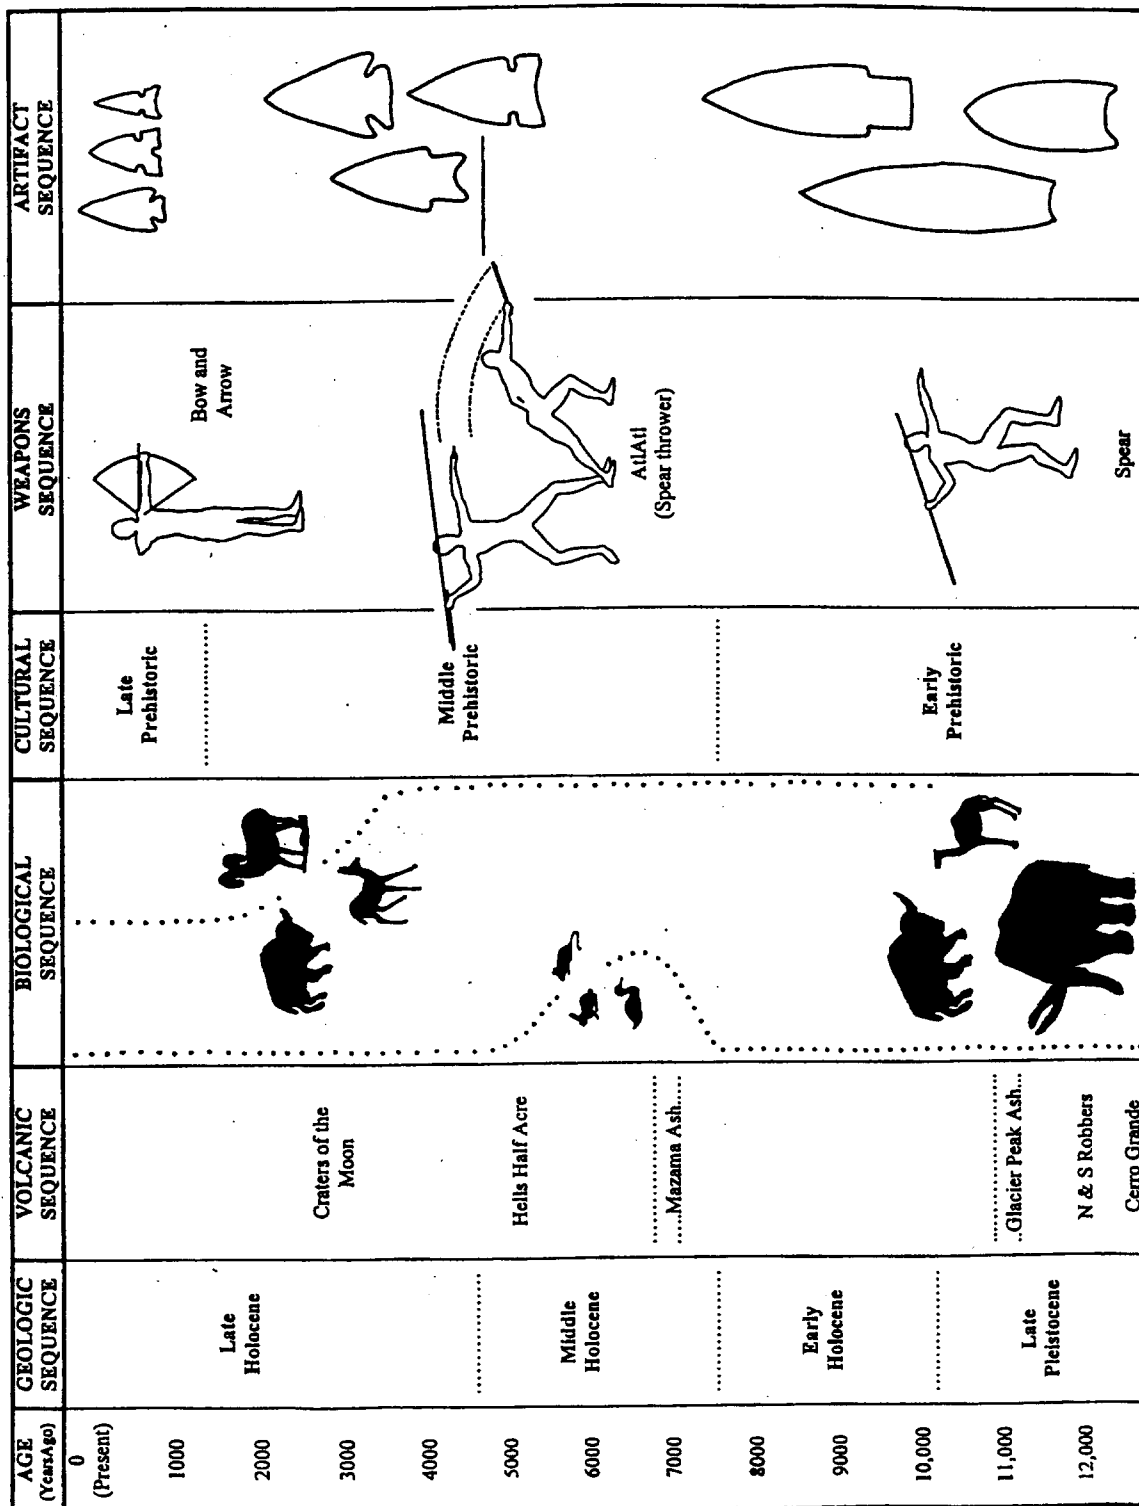 AGE
(YearsAgo)
0
(Present)
1000
2000
3000
4000
5000
6000
7000
8000
9000
10,000
11,000
12,000
GEOLOGIC
SEQUENCE
Late
Holocene
Middle
Holocene
Early
Holocene
Late
Pleistocene
VOLCANIC
SEQUENCE
Craters of the
Moon
Hells Half Acre
Mazama Ash
Glacier Peak Ash
N & S Robbers
Cerro Grande
BIOLOGICAL
SEQUENCE
CULTURAL
SEQUENCE
Late
Prehistoric
Middle
Prehistoric
Early
Prehistoric
WEAPONS
SEQUENCE
Bow and
Arrow
AtlAtl
(Spear thrower)
Spear
ARTIFACT
SEQUENCE